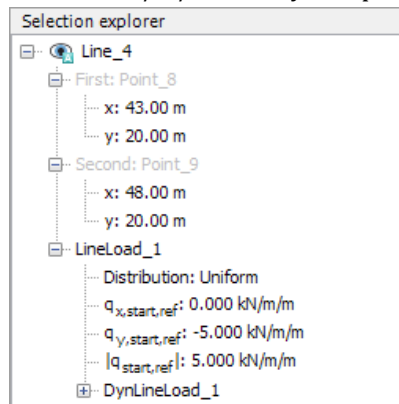 Selection explorer
Line_4
First: Point_8
x: 43.00 m
y: 20.00 m
Second: Point_9
x: 48.00 m
y: 20.00 m
LineLoad_1
Distribution: Uniform
qx,start,ref: 0.000 kN/m/m
qy,start,ref: -5.000 kN/m/m
|qstart,ref|: 5.000 kN/m/m
DynLineLoad_1